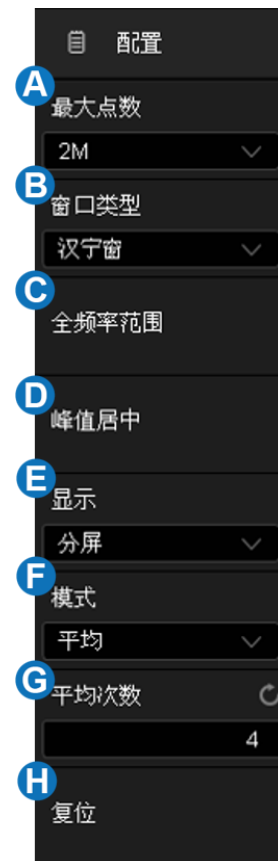 配置
A
最大点数
2M
B
窗口类型
汉宁窗
C
全频率范围
D
峰值居中
E
显示
分屏
F
模式
平均
G
平均次数
4
H
复位